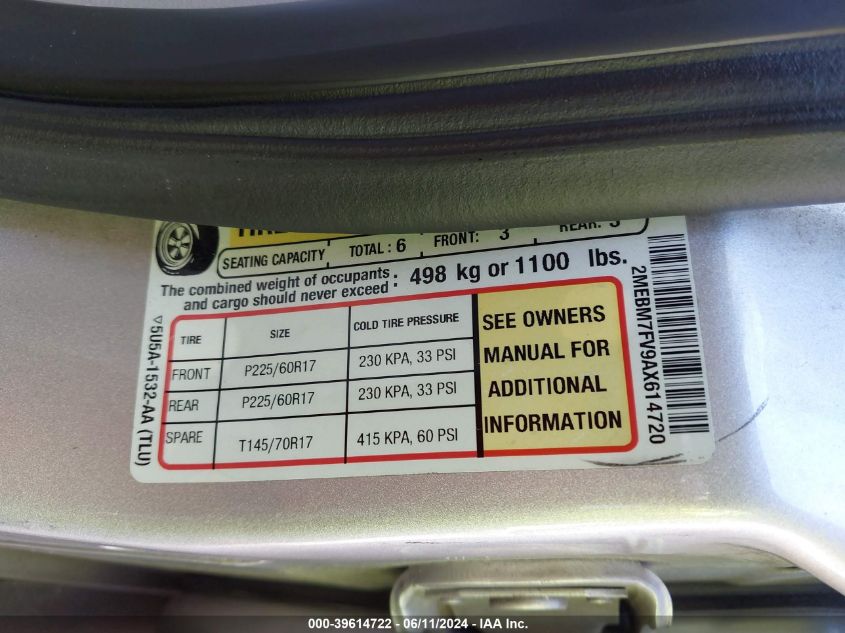 SEATING CAPACITY TOTAL : 6 FRONT: 3 REAR: 3
The combined weight of occupants
and cargo should never exceed : 498 kg or 1100 lbs.
TIRE SIZE COLD TIRE PRESSURE
FRONT P225/60R17 230 KPA, 33 PSI
REAR P225/60R17 230 KPA, 33 PSI
SPARE T145/70R17 415 KPA, 60 PSI
SEE OWNERS
MANUAL FOR
ADDITIONAL
INFORMATION
▽5U5A-1532-AA (TLU)
2MEBM7FV9AX614720
000-39614722 - 06/11/2024 - IAA Inc.